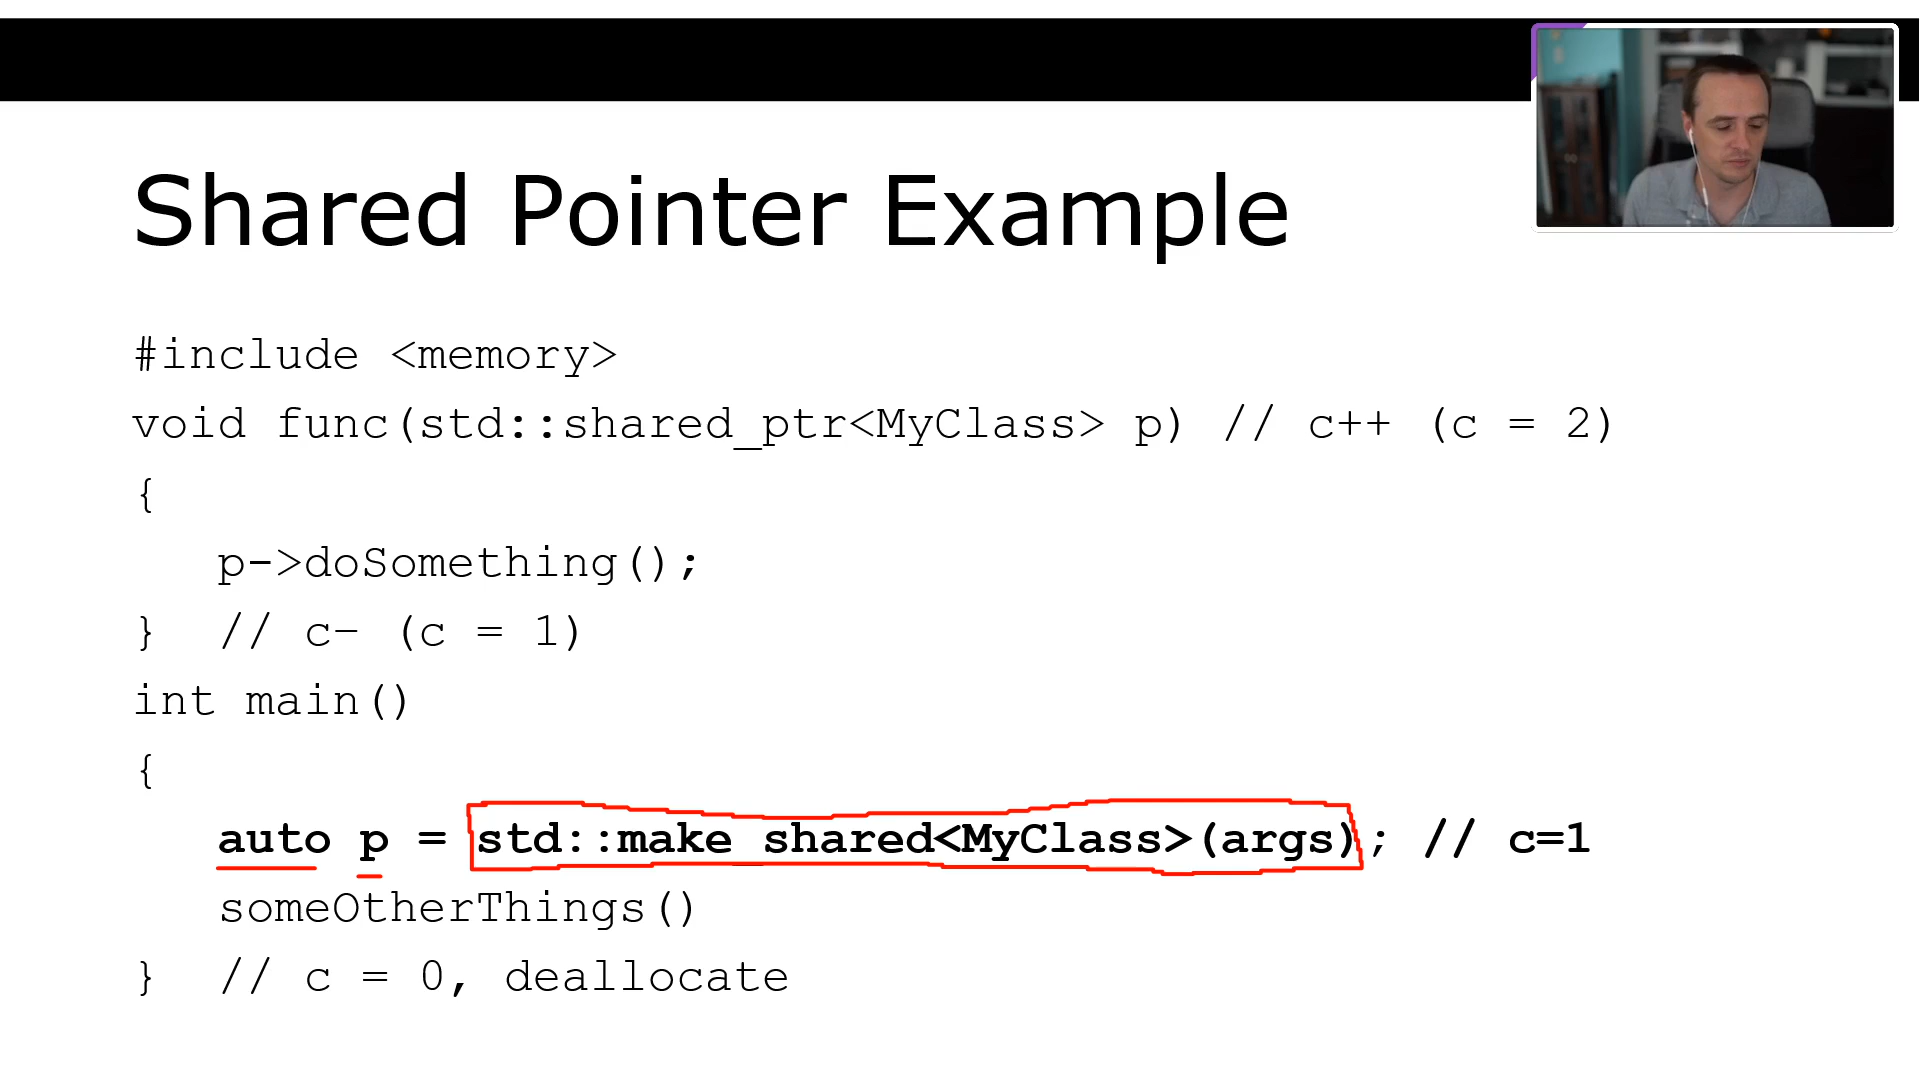 Shared Pointer Example
#include <memory>
void func(std::shared_ptr<MyClass> p) // c++ (c = 2)
{
p->doSomething();
} // c– (c = 1)
int main()
{
auto p = std::make_shared<MyClass>(args); // c=1
someOtherThings()
} // c = 0, deallocate